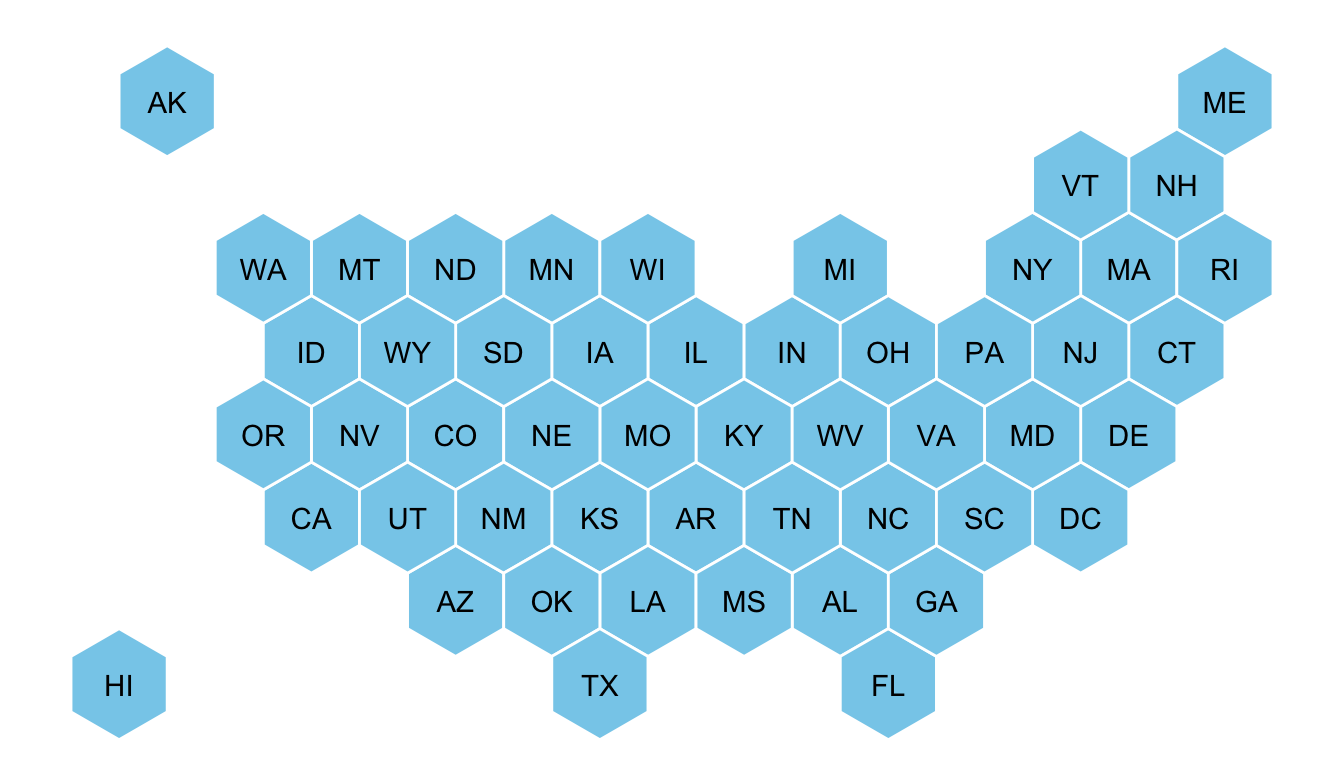 AK ME
VT NH
WA MT ND MN WI MI NY MA RI
ID WY SD IA IL IN OH PA NJ CT
OR NV CO NE MO KY WV VA MD DE
CA UT NM KS AR TN NC SC DC
AZ OK LA MS AL GA
HI TX FL